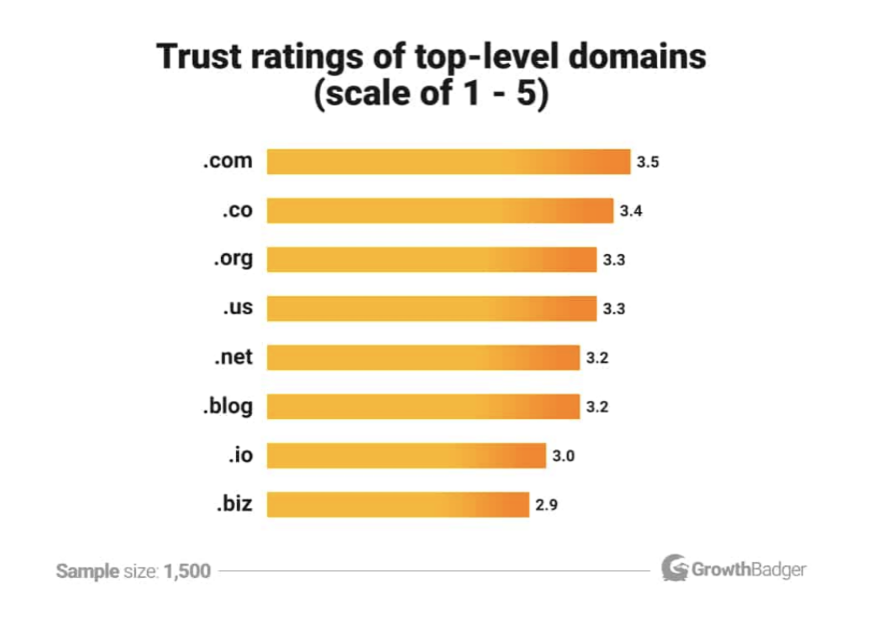 Trust ratings of top-level domains
(scale of 1 - 5)
.com 3.5
.co 3.4
.org 3.3
.us 3.3
.net 3.2
.blog 3.2
.io 3.0
.biz 2.9
Sample size: 1,500 GrowthBadger